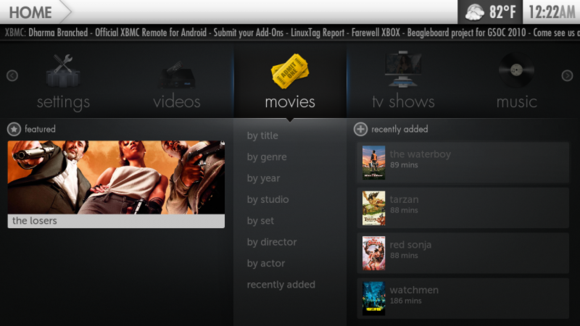 HOME
82°F
12:22AM
XBMC: Dharma Branched - Official XBMC Remote for Android - Submit your Add-Ons - LinuxTag Report - Farewell XBOX - Beagleboard project for GSOC 2010 - Come see us a
settings
videos
movies
tv shows
music
featured
the losers
by title
by genre
by year
by studio
by set
by director
by actor
recently added
recently added
the waterboy
89 mins
tarzan
88 mins
red sonja
88 mins
watchmen
186 mins